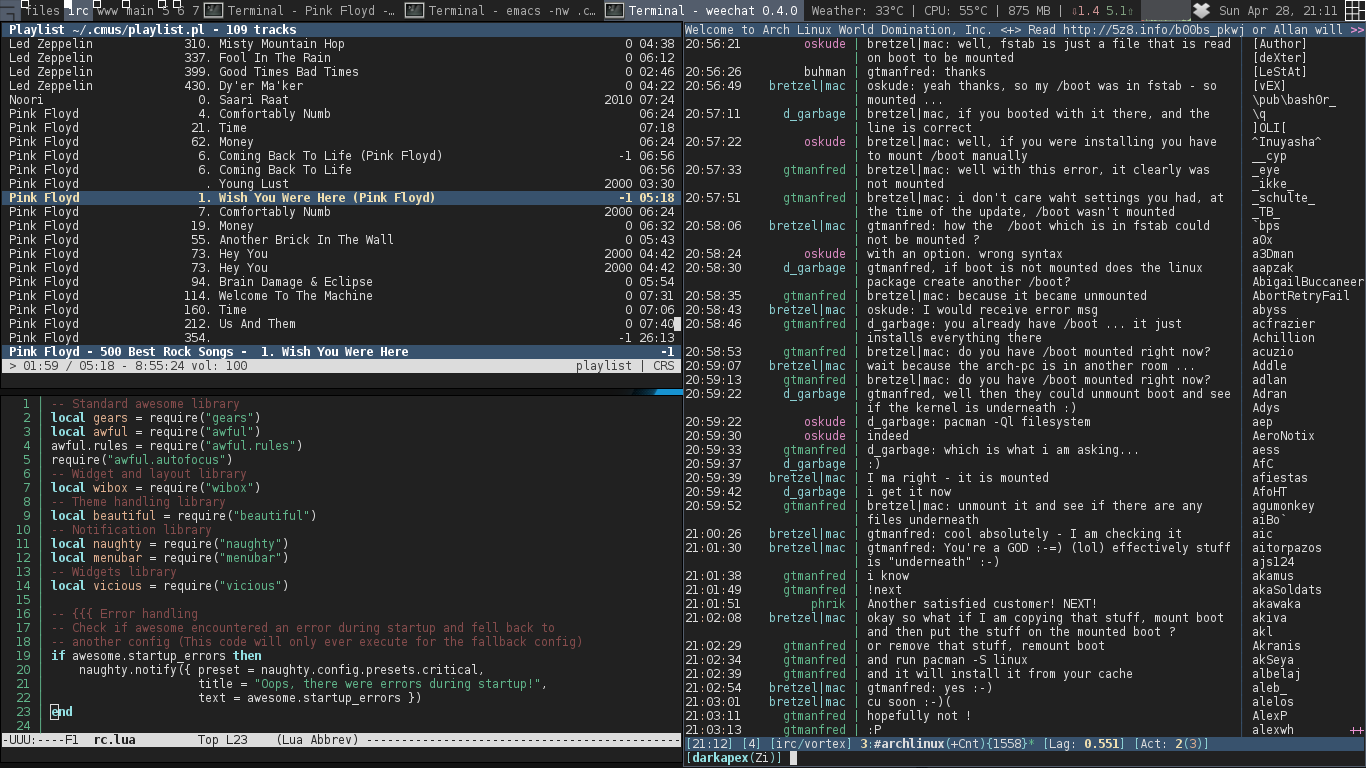 files irc www main 5 6 7 Terminal - Pink Floyd -... Terminal - emacs -nw .c... Terminal - weechat 0.4.0 Weather: 33°C | CPU: 55°C | 875 MB | ↓1.4 5.1↑ Sun Apr 28, 21:11
Playlist ~/.cmus/playlist.pl - 109 tracks
Led Zeppelin 310. Misty Mountain Hop 0 04:38
Led Zeppelin 337. Fool In The Rain 0 06:12
Led Zeppelin 399. Good Times Bad Times 0 02:46
Led Zeppelin 430. Dy'er Ma'ker 0 04:22
Noori 0. Saari Raat 2010 07:24
Pink Floyd 4. Comfortably Numb 06:24
Pink Floyd 21. Time 07:18
Pink Floyd 62. Money 06:24
Pink Floyd 6. Coming Back To Life (Pink Floyd) -1 06:56
Pink Floyd 6. Coming Back To Life 06:56
Pink Floyd . Young Lust 2000 03:30
Pink Floyd 1. Wish You Were Here (Pink Floyd) -1 05:18
Pink Floyd 7. Comfortably Numb 2000 06:24
Pink Floyd 19. Money 0 06:32
Pink Floyd 55. Another Brick In The Wall 0 05:43
Pink Floyd 73. Hey You 2000 04:42
Pink Floyd 73. Hey You 2000 04:42
Pink Floyd 94. Brain Damage & Eclipse 0 05:54
Pink Floyd 114. Welcome To The Machine 0 07:31
Pink Floyd 160. Time 0 07:06
Pink Floyd 212. Us And Them 0 07:40
Pink Floyd 354. -1 26:13
Pink Floyd - 500 Best Rock Songs - 1. Wish You Were Here -1
> 01:59 / 05:18 - 8:55:24 vol: 100 playlist | CRS
1 -- Standard awesome library
2 local gears = require("gears")
3 local awful = require("awful")
4 awful.rules = require("awful.rules")
5 require("awful.autofocus")
6 -- Widget and layout library
7 local wibox = require("wibox")
8 -- Theme handling library
9 local beautiful = require("beautiful")
10 -- Notification library
11 local naughty = require("naughty")
12 local menubar = require("menubar")
13 -- Widgets library
14 local vicious = require("vicious")
15
16 -- {{{ Error handling
17 -- Check if awesome encountered an error during startup and fell back to
18 -- another config (This code will only ever execute for the fallback config)
19 if awesome.startup_errors then
20 naughty.notify({ preset = naughty.config.presets.critical,
21 title = "Oops, there were errors during startup!",
22 text = awesome.startup_errors })
23 end
24
-UUU:----F1 rc.lua Top L23 (Lua Abbrev) --------------------------------------------
Welcome to Arch Linux World Domination, Inc. <+> Read http://5z8.info/b00bs_pkwj or Allan will >>
20:56:21 oskude | bretzel|mac: well, fstab is just a file that is read
on boot to be mounted
20:56:26 buhman | gtmanfred: thanks
20:56:49 bretzel|mac | oskude: yeah thanks, so my /boot was in fstab - so
mounted ...
20:57:11 d_garbage | bretzel|mac, if you booted with it there, and the
line is correct
20:57:22 oskude | bretzel|mac: well, if you were installing you have
to mount /boot manually
20:57:33 gtmanfred | bretzel|mac: well with this error, it clearly was
not mounted
20:57:51 gtmanfred | bretzel|mac: i don't care waht settings you had, at
the time of the update, /boot wasn't mounted
20:58:06 bretzel|mac | gtmanfred: how the /boot which is in fstab could
not be mounted ?
20:58:24 oskude | with an option. wrong syntax
20:58:30 d_garbage | gtmanfred, if boot is not mounted does the linux
package create another /boot?
20:58:35 gtmanfred | bretzel|mac: because it became unmounted
20:58:43 bretzel|mac | oskude: I would receive error msg
20:58:46 gtmanfred | d_garbage: you already have /boot ... it just
installs everything there
20:58:53 gtmanfred | bretzel|mac: do you have /boot mounted right now?
20:59:07 bretzel|mac | wait because the arch-pc is in another room ...
20:59:13 gtmanfred | bretzel|mac: do you have /boot mounted right now?
20:59:22 d_garbage | gtmanfred, well then they could unmount boot and see
if the kernel is underneath :)
20:59:22 oskude | d_garbage: pacman -Ql filesystem
20:59:30 oskude | indeed
20:59:33 gtmanfred | d_garbage: which is what i am asking...
20:59:37 d_garbage | :)
20:59:39 bretzel|mac | I ma right - it is mounted
20:59:42 d_garbage | i get it now
20:59:52 gtmanfred | bretzel|mac: unmount it and see if there are any
files underneath
21:00:26 bretzel|mac | gtmanfred: cool absolutely - I am checking it
21:01:30 bretzel|mac | gtmanfred: You're a GOD :-=) (lol) effectively stuff
is "underneath" :-)
21:01:38 gtmanfred | i know
21:01:49 gtmanfred | !next
21:01:51 phrik | Another satisfied customer! NEXT!
21:02:08 bretzel|mac | okay so what if I am copying that stuff, mount boot
and then put the stuff on the mounted boot ?
21:02:29 gtmanfred | or remove that stuff, remount boot
21:02:34 gtmanfred | and run pacman -S linux
21:02:39 gtmanfred | and it will install it from your cache
21:02:54 bretzel|mac | gtmanfred: yes :-)
21:03:01 bretzel|mac | cu soon :-)(
21:03:11 gtmanfred | hopefully not !
21:03:13 gtmanfred | :P
[Author]
[deXter]
[LeStAt]
[vEX]
\pub\bash0r_
\q
]OLI[
^Inuyasha^
__cyp
_eye
_ikke_
_schulte_
_TB_
`bps
a0x
a3Dman
aapzak
AbigailBuccaneer
AbortRetryFail
abyss
acfrazier
Achillion
acuzio
Addle
adlan
Adran
Adys
aep
AeroNotix
aess
AfC
afiestas
AfoHT
agumonkey
aiBo`
aic
aitorpazos
ajs124
akamus
akaSoldats
akawaka
akiva
akl
Akranis
akSeya
albelaj
aleb_
alelos
AlexP
alexwh ++
[21:12] [4] [irc/vortex] 3:#archlinux(+Cnt){1558}* [Lag: 0.551] [Act: 2(3)]
[darkapex(Zi)]